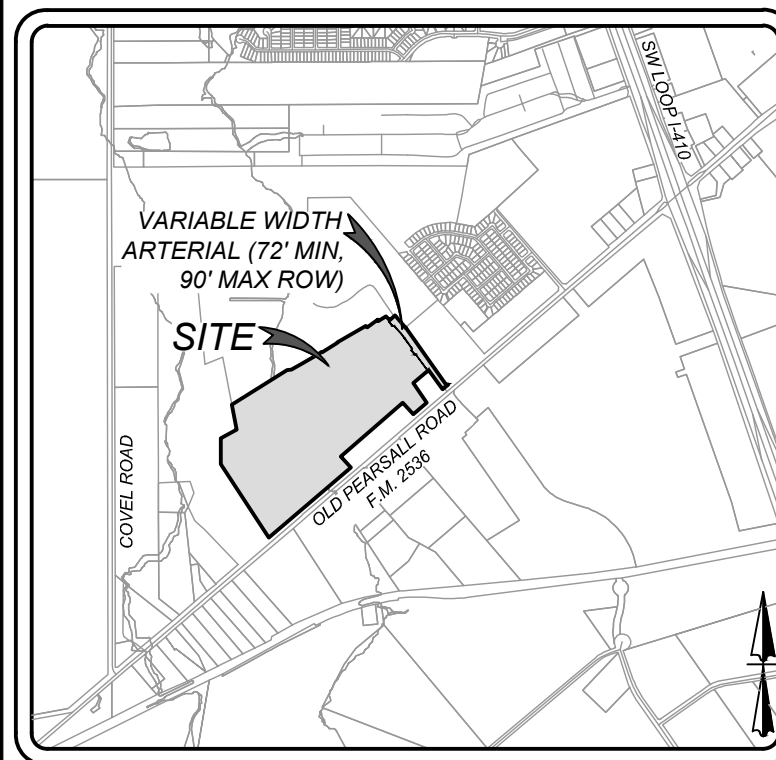 SW LOOP I-410
VARIABLE WIDTH
ARTERIAL (72' MIN,
90' MAX ROW)
SITE
COVEL ROAD
OLD PEARSALL ROAD
F.M. 2536